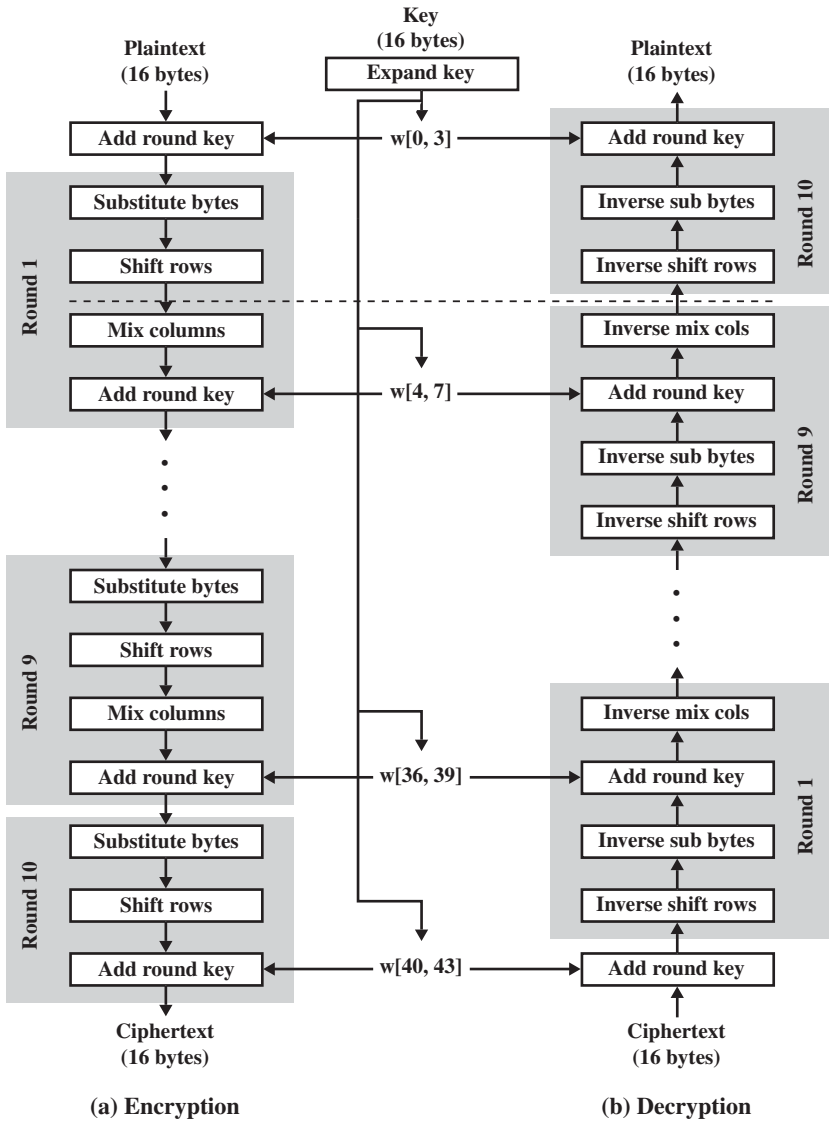 Key
(16 bytes)
Plaintext
(16 bytes)
Expand key
Plaintext
(16 bytes)
Add round key
w[0, 3]
Add round key
Round 1
Substitute bytes
Shift rows
Mix columns
Add round key
w[4, 7]
Round 10
Inverse sub bytes
Inverse shift rows
Inverse mix cols
Add round key
Inverse sub bytes
Inverse shift rows
Round 9
Round 9
Substitute bytes
Shift rows
Mix columns
Add round key
w[36, 39]
Inverse mix cols
Add round key
Inverse sub bytes
Inverse shift rows
Round 1
Round 10
Substitute bytes
Shift rows
Add round key
w[40, 43]
Add round key
Ciphertext
(16 bytes)
Ciphertext
(16 bytes)
(a) Encryption
(b) Decryption